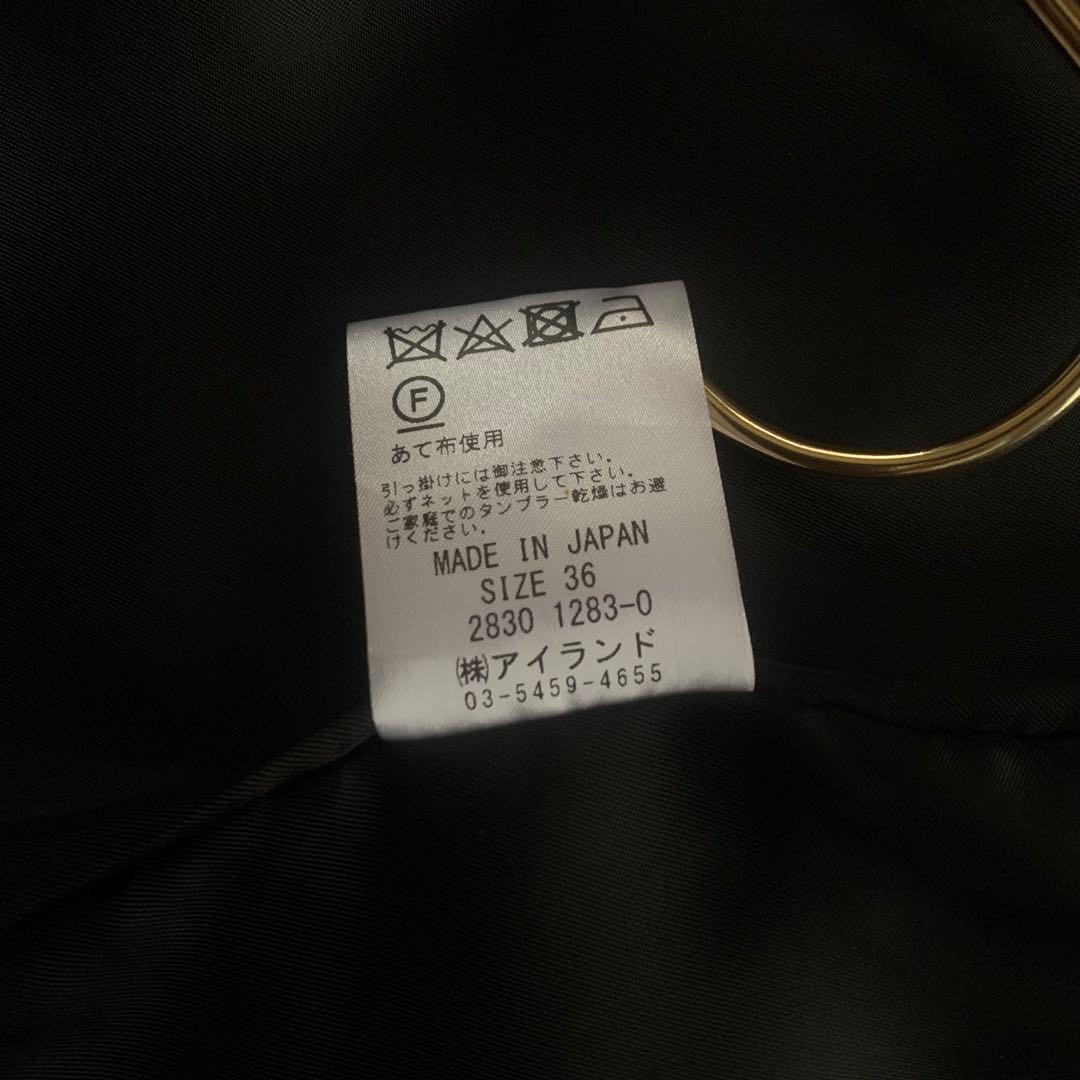 F
あて布使用
引っ掛けには御注意下さい。
必ずネットを使用して下さい。
ご家庭でのタンブラー乾燥はお避
けください。
MADE IN JAPAN
SIZE 36
2830 1283-0
㈱アイランド
03-5459-4655